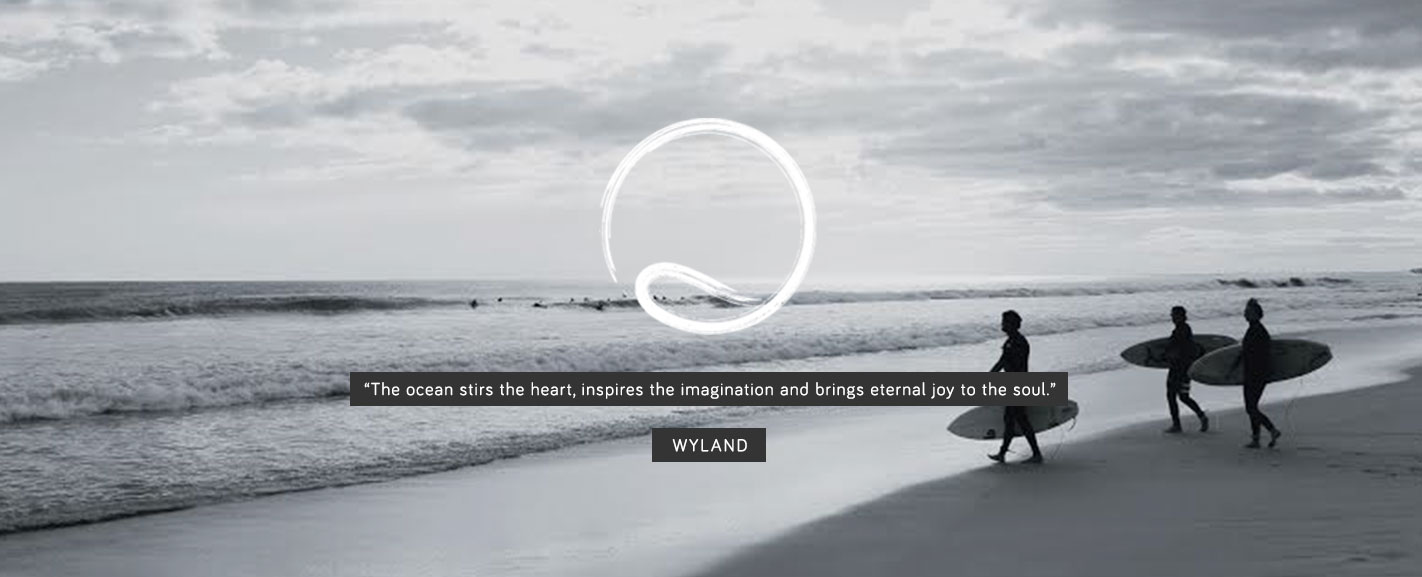 “The ocean stirs the heart, inspires the imagination and brings eternal joy to the soul.”
WYLAND